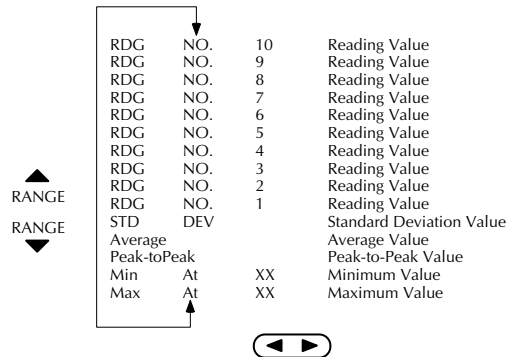 RDG NO. 10 Reading Value
RDG NO. 9 Reading Value
RDG NO. 8 Reading Value
RDG NO. 7 Reading Value
RDG NO. 6 Reading Value
RDG NO. 5 Reading Value
RDG NO. 4 Reading Value
RDG NO. 3 Reading Value
RDG NO. 2 Reading Value
RDG NO. 1 Reading Value
STD DEV Standard Deviation Value
Average Average Value
Peak-toPeak Peak-to-Peak Value
Min At XX Minimum Value
Max At XX Maximum Value
RANGE
RANGE